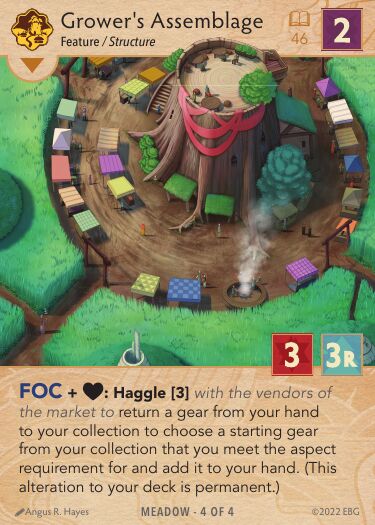 Grower's Assemblage
Feature / Structure
46
2
3
3R
FOC + ♥: Haggle [3] with the vendors of
the market to return a gear from your hand
to your collection to choose a starting gear
from your collection that you meet the aspect
requirement for and add it to your hand. (This
alteration to your deck is permanent.)
Angus R. Hayes
MEADOW - 4 OF 4
©2022 EBG